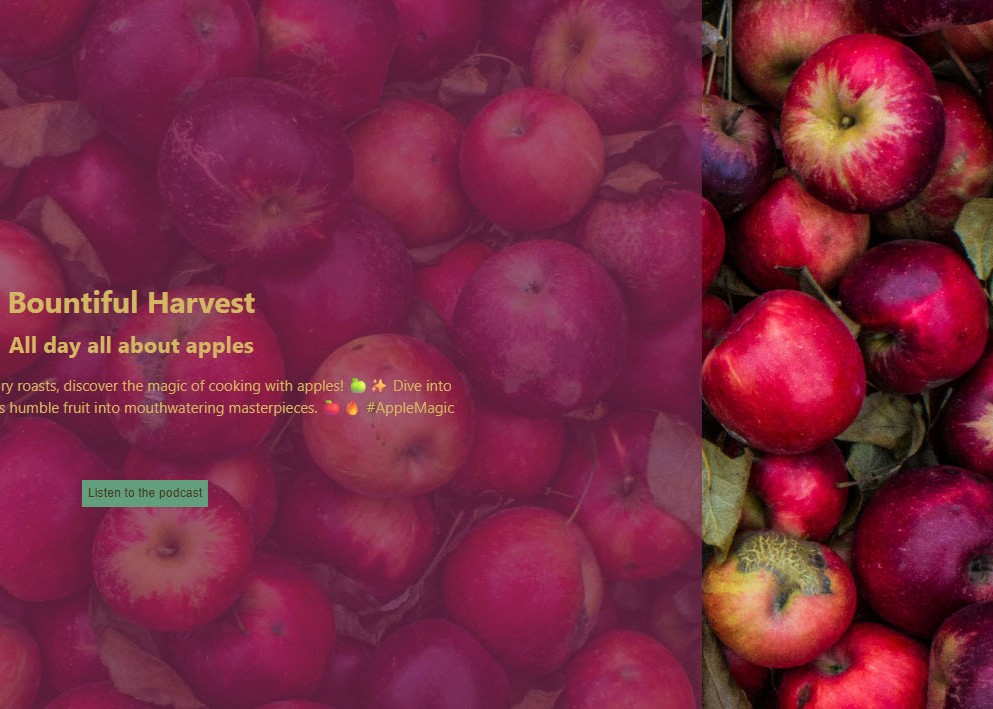 Bountiful Harvest
All day all about apples
ry roasts, discover the magic of cooking with apples! 🍏✨ Dive into
s humble fruit into mouthwatering masterpieces. 🍎🔥 #AppleMagic
Listen to the podcast